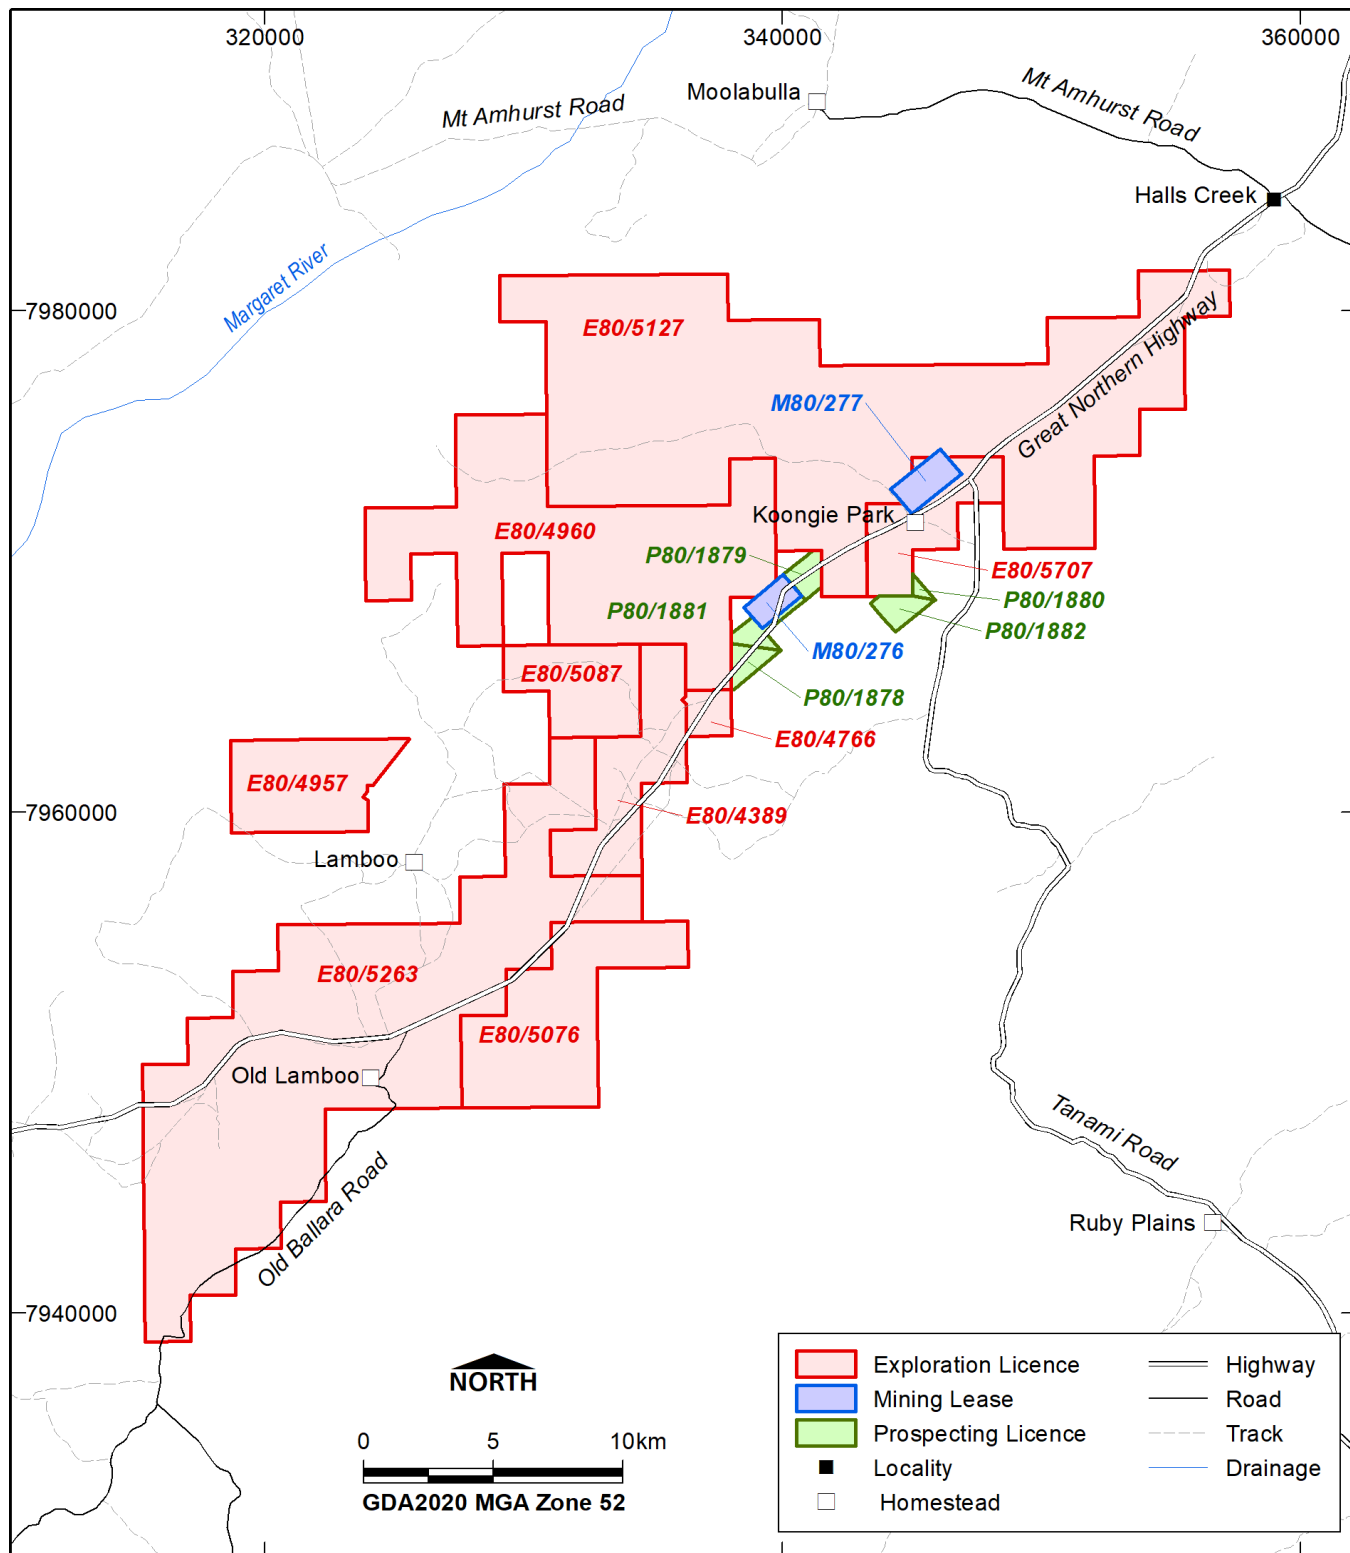 320000
340000
360000
Moolabulla
Mt Amhurst Road
Mt Amhurst Road
Halls Creek
Margaret River
7980000
E80/5127
Great Northern Highway
M80/277
Koongie Park
E80/4960
P80/1879
E80/5707
P80/1880
P80/1881
P80/1882
M80/276
E80/5087
P80/1878
E80/4766
E80/4957
7960000
E80/4389
Lamboo
E80/5263
E80/5076
Old Lamboo
Tanami Road
Old Ballara Road
Ruby Plains
7940000
NORTH
0 5 10km
GDA2020 MGA Zone 52
Exploration Licence
Mining Lease
Prospecting Licence
Locality
Homestead
Highway
Road
Track
Drainage